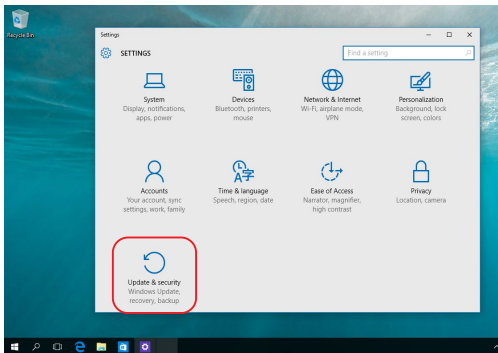 Recycle Bin
Settings
SETTINGS
Find a setting
System
Display, notifications,
apps, power
Devices
Bluetooth, printers,
mouse
Network & Internet
Wi-Fi, airplane mode,
VPN
Personalization
Background, lock
screen, colors
Accounts
Your account, sync
settings, work, family
Time & language
Speech, region, date
Ease of Access
Narrator, magnifier,
high contrast
Privacy
Location, camera
Update & security
Windows Update,
recovery, backup